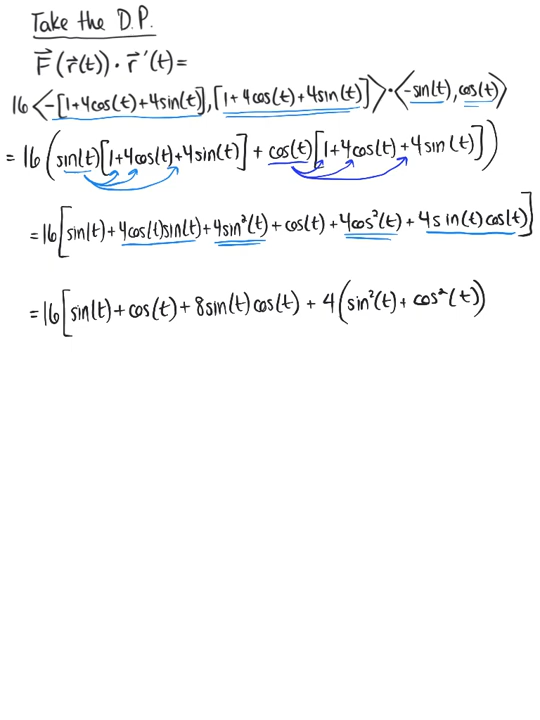 Take the D.P.
F⃗(r⃗(t))·r⃗'(t)=
16<-[1+4cos(t)+4sin(t)],[1+4cos(t)+4sin(t)]>·<-sin(t),cos(t)>
=16(sin(t)[1+4cos(t)+4sin(t)]+cos(t)[1+4cos(t)+4sin(t)])
=16[sin(t)+4cos(t)sin(t)+4sin²(t)+cos(t)+4cos²(t)+4sin(t)cos(t)]
=16[sin(t)+cos(t)+8sin(t)cos(t)+4(sin²(t)+cos²(t))